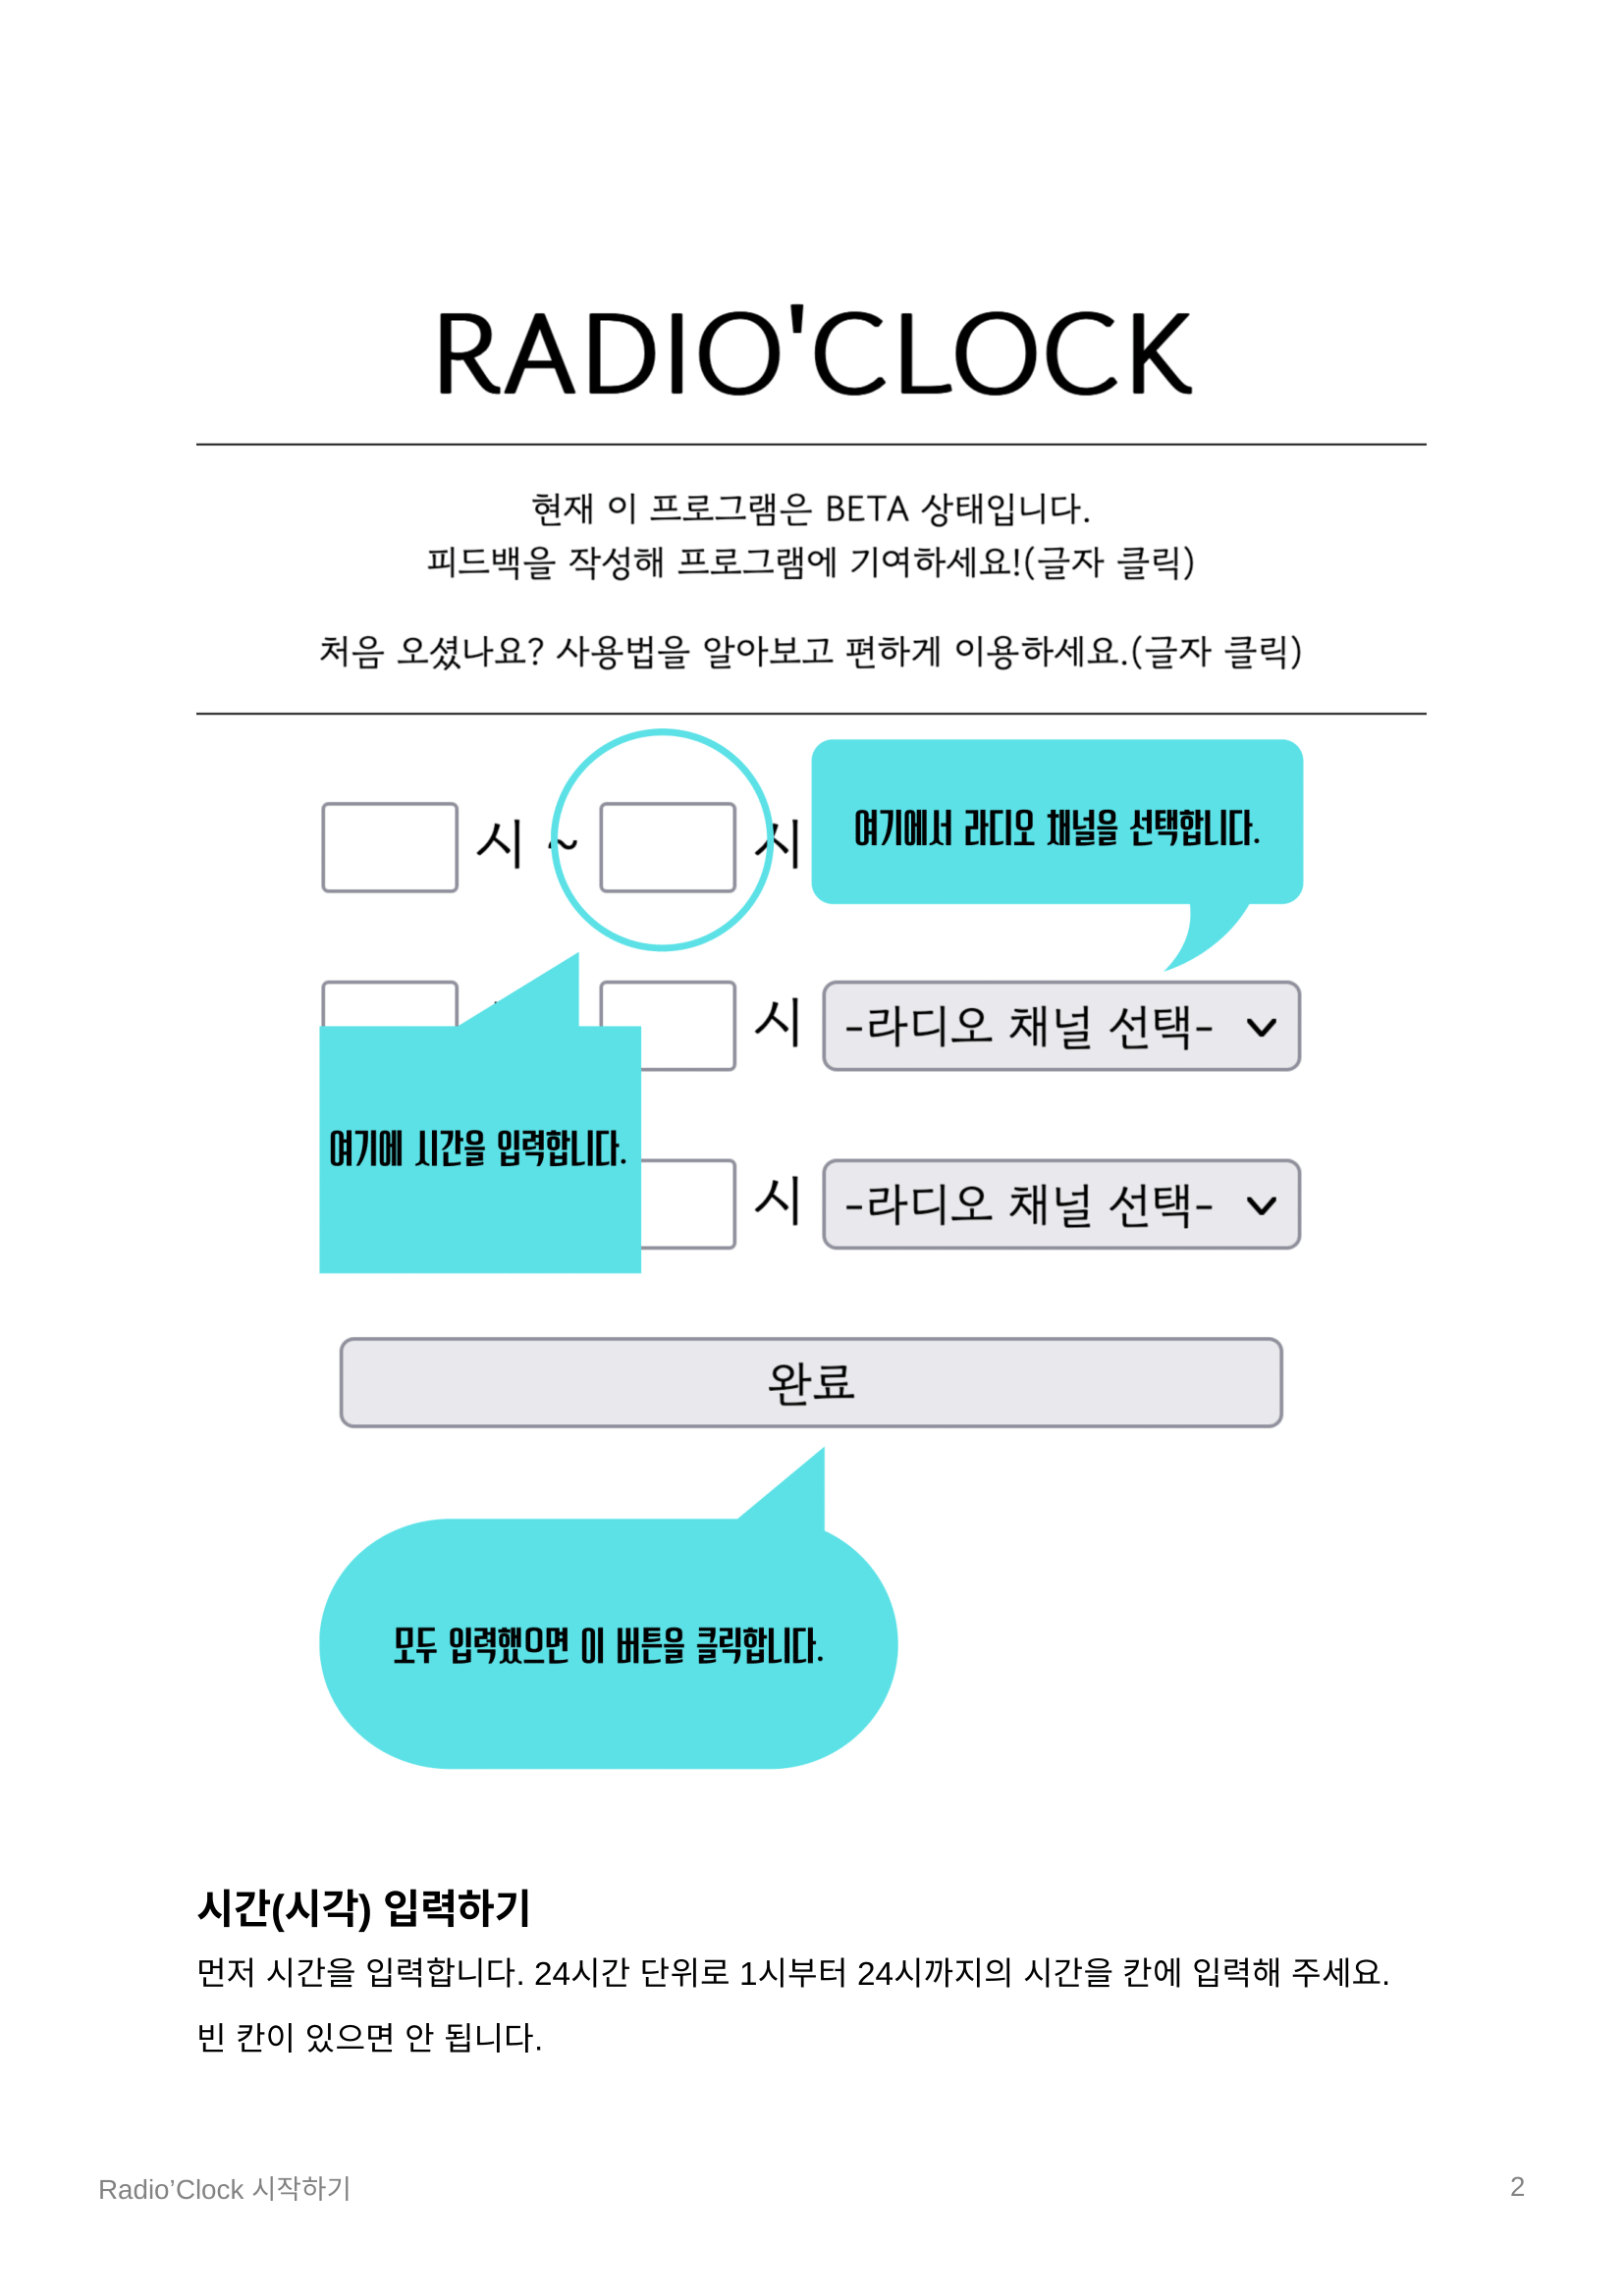 RADIO'CLOCK
현재 이 프로그램은 BETA 상태입니다.
피드백을 작성해 프로그램에 기여하세요!(글자 클릭)
처음 오셨나요? 사용법을 알아보고 편하게 이용하세요.(글자 클릭)
시 ~ 시
여기에서 라디오 채널을 선택합니다.
시 -라디오 채널 선택-
여기에 시간을 입력합니다.
시 -라디오 채널 선택-
완료
모두 입력했으면 이 버튼을 클릭합니다.
시간(시각) 입력하기
먼저 시간을 입력합니다. 24시간 단위로 1시부터 24시까지의 시간을 칸에 입력해 주세요.
빈 칸이 있으면 안 됩니다.
Radio’Clock 시작하기
2